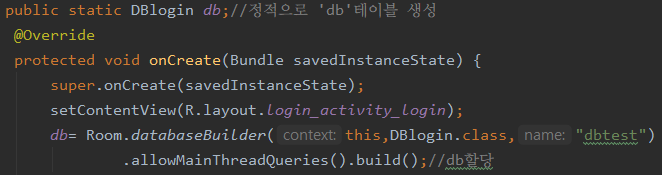 public static DBlogin db;//정적으로 'db'테이블 생성
@Override
protected void onCreate(Bundle savedInstanceState) {
super.onCreate(savedInstanceState);
setContentView(R.layout.login_activity_login);
db= Room.databaseBuilder( context: this,DBlogin.class, name: "dbtest")
.allowMainThreadQueries().build();//db할당